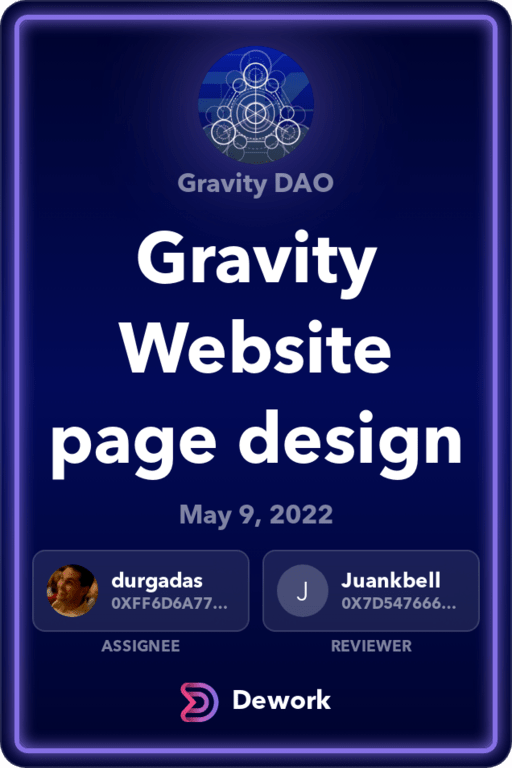 Gravity DAO
Gravity
Website
page design
May 9, 2022
durgadas
0XFF6D6A77...
ASSIGNEE
J
Juankbell
0X7D547666...
REVIEWER
Dework